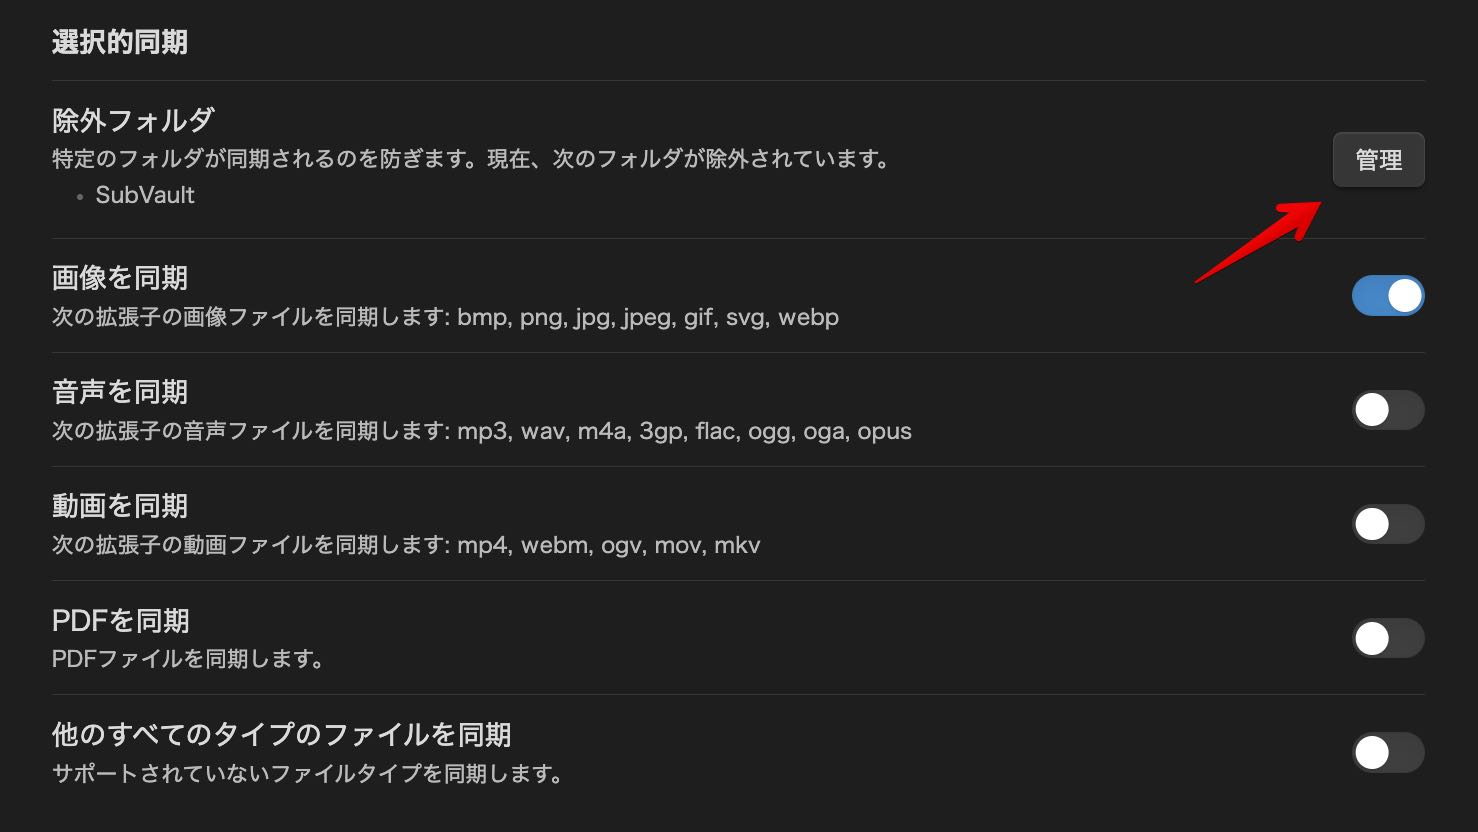 選択的同期
除外フォルダ
特定のフォルダが同期されるのを防ぎます。現在、次のフォルダが除外されています。
管理
• SubVault
画像を同期
次の拡張子の画像ファイルを同期します: bmp, png, jpg, jpeg, gif, svg, webp
音声を同期
次の拡張子の音声ファイルを同期します: mp3, wav, m4a, 3gp, flac, ogg, oga, opus
動画を同期
次の拡張子の動画ファイルを同期します: mp4, webm, ogv, mov, mkv
PDFを同期
PDFファイルを同期します。
他のすべてのタイプのファイルを同期
サポートされていないファイルタイプを同期します。